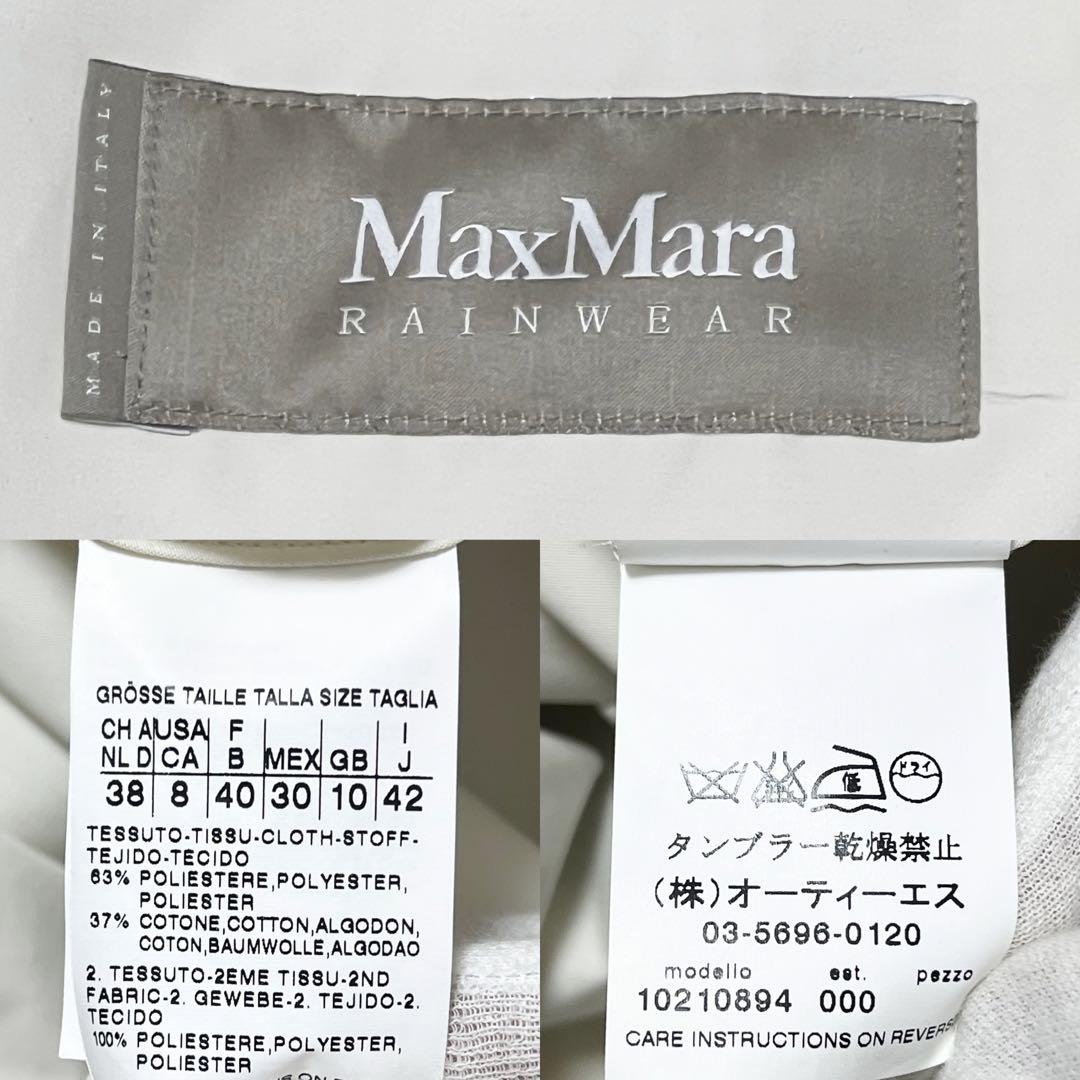 MADE IN ITALY
MaxMara
RAINWEAR
GRÖSSE TAILLE TALLA SIZE TAGLIA
CH A USA F I
NL D CA B MEX GB J
38 8 40 30 10 42
TESSUTO-TISSU-CLOTH-STOFF-
TEJIDO-TECIDO
63% POLIESTERE,POLYESTER,
POLIESTER
37% COTONE,COTTON,ALGODON,
COTON,BAUMWOLLE,ALGODAO
2. TESSUTO-2EME TISSU-2ND
FABRIC-2. GEWEBE-2. TEJIDO-2.
TECIDO
100% POLIESTERE,POLYESTER,
POLIESTER
低
ドライ
タンブラー乾燥禁止
(株)オーティーエス
03-5696-0120
modello est. pezzo
10210894 000
CARE INSTRUCTIONS ON